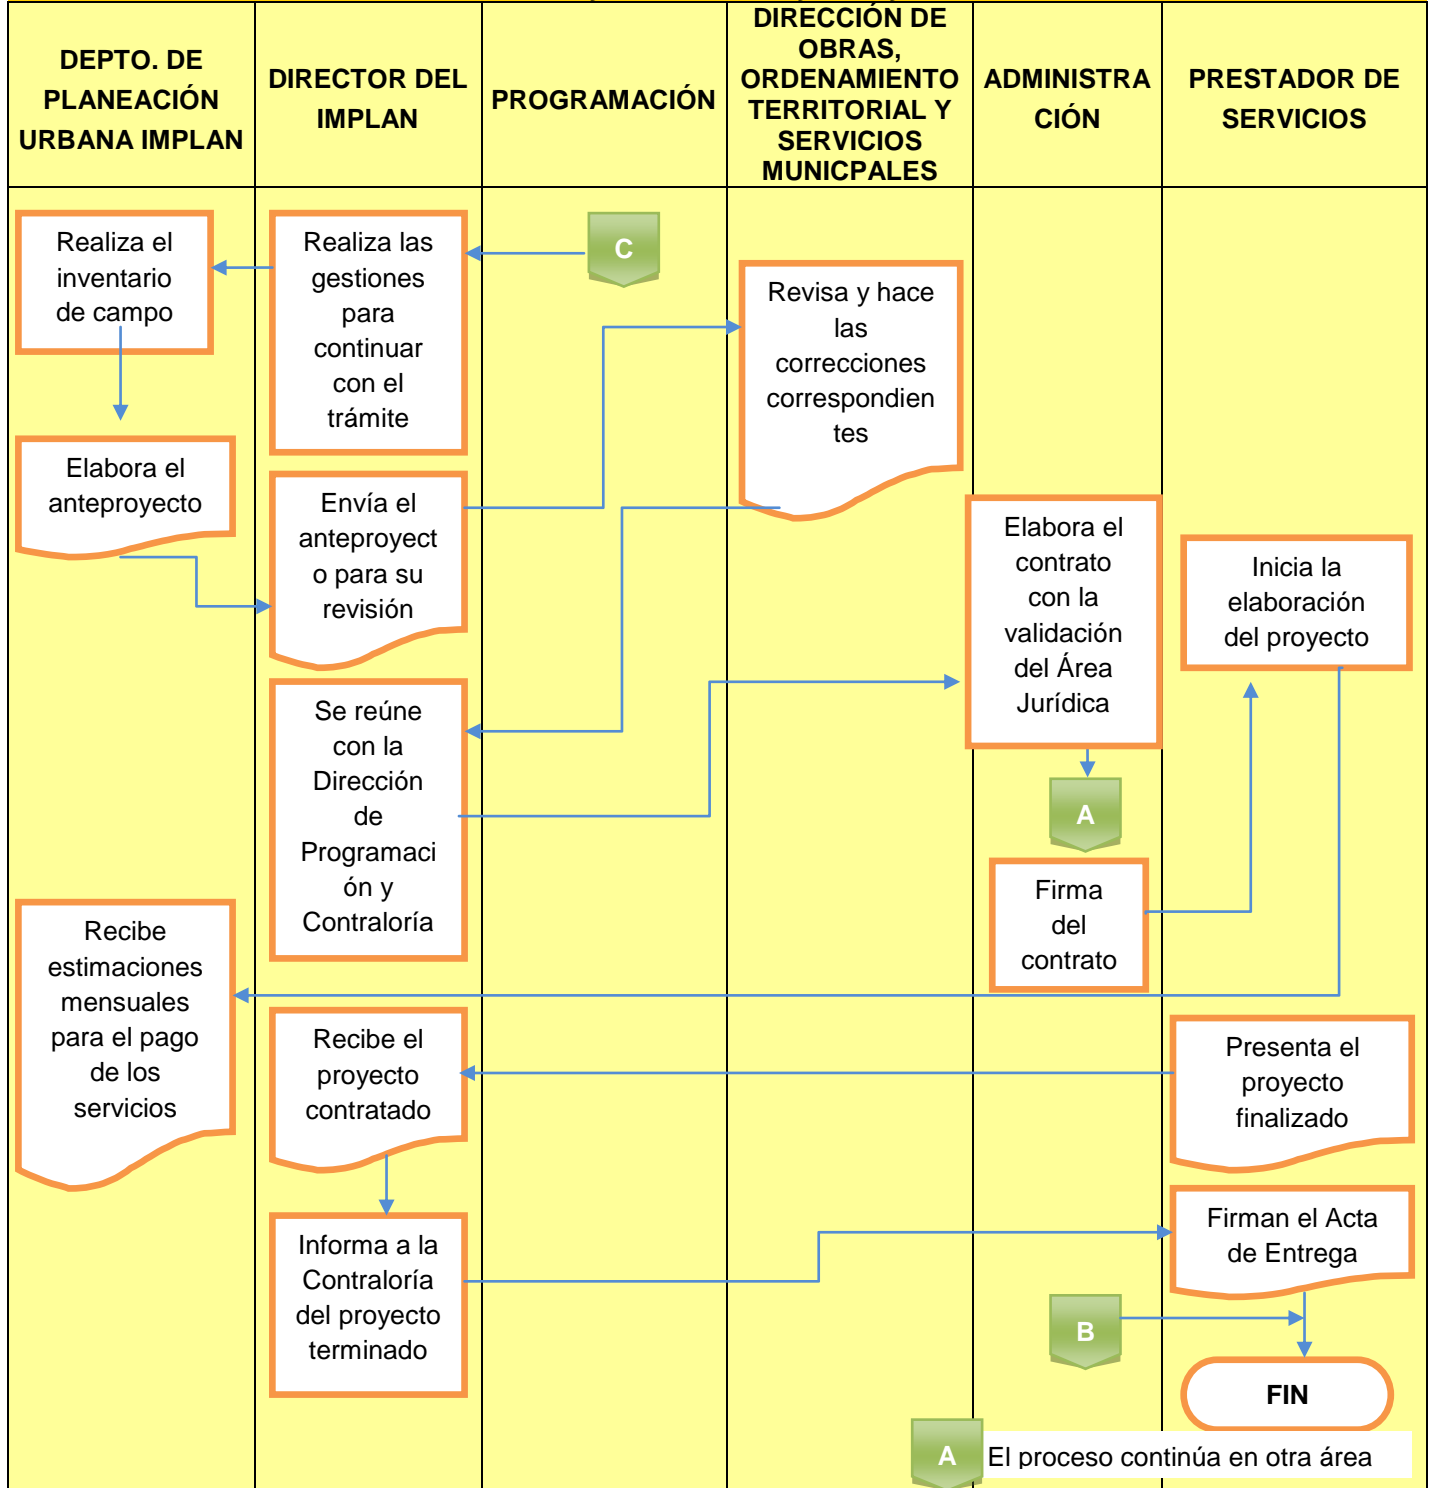 DEPTO. DE
PLANEACIÓN
URBANA IMPLAN
DIRECTOR DEL
IMPLAN
PROGRAMACIÓN
DIRECCIÓN DE
OBRAS,
ORDENAMIENTO
TERRITORIAL Y
SERVICIOS
MUNICPALES
ADMINISTRA
CIÓN
PRESTADOR DE
SERVICIOS
Realiza el
inventario
de campo
Realiza las
gestiones
para
continuar
con el
trámite
C
Revisa y hace
las
correcciones
correspondien
tes
Elabora el
anteproyecto
Envía el
anteproyect
o para su
revisión
Elabora el
contrato
con la
validación
del Área
Jurídica
Inicia la
elaboración
del proyecto
Se reúne
con la
Dirección
de
Programaci
ón y
Contraloría
A
Firma
del
contrato
Recibe
estimaciones
mensuales
para el pago
de los
servicios
Recibe el
proyecto
contratado
Presenta el
proyecto
finalizado
Informa a la
Contraloría
del proyecto
terminado
Firman el Acta
de Entrega
B
FIN
A
El proceso continúa en otra área